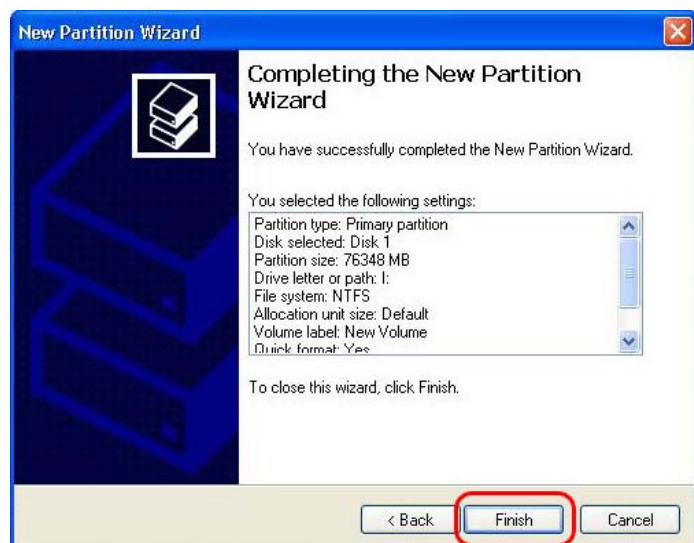 New Partition Wizard
Completing the New Partition
Wizard
You have successfully completed the New Partition Wizard.
You selected the following settings:
Partition type: Primary partition
Disk selected: Disk 1
Partition size: 76348 MB
Drive letter or path: I:
File system: NTFS
Allocation unit size: Default
Volume label: New Volume
Quick format: Yes
To close this wizard, click Finish.
< Back
Finish
Cancel